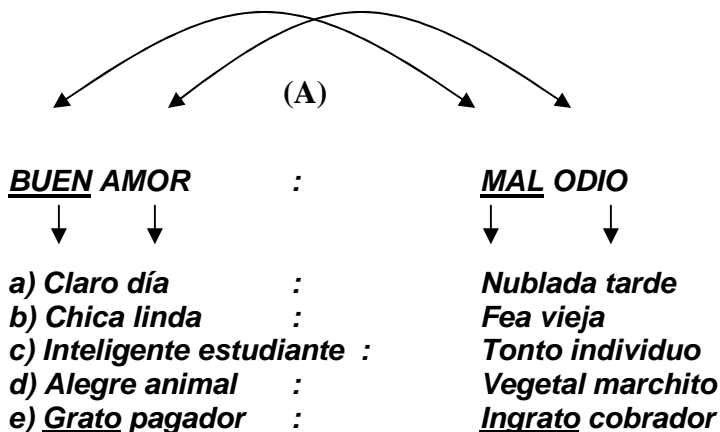 (A)
BUEN AMOR : MAL ODIO
a) Claro día : Nublada tarde
b) Chica linda : Fea vieja
c) Inteligente estudiante : Tonto individuo
d) Alegre animal : Vegetal marchito
e) Grato pagador : Ingrato cobrador